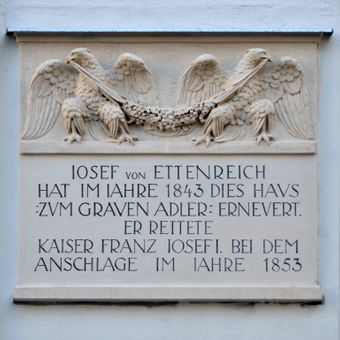 IOSEF VON ETTENREICH
HAT IM IAHRE 1843 DIES HAVS
:ZVM GRAVEN ADLER: ERNEVERT.
ER RETTETE
KAISER FRANZ IOSEF I. BEI DEM
ANSCHLAGE IM IAHRE 1853